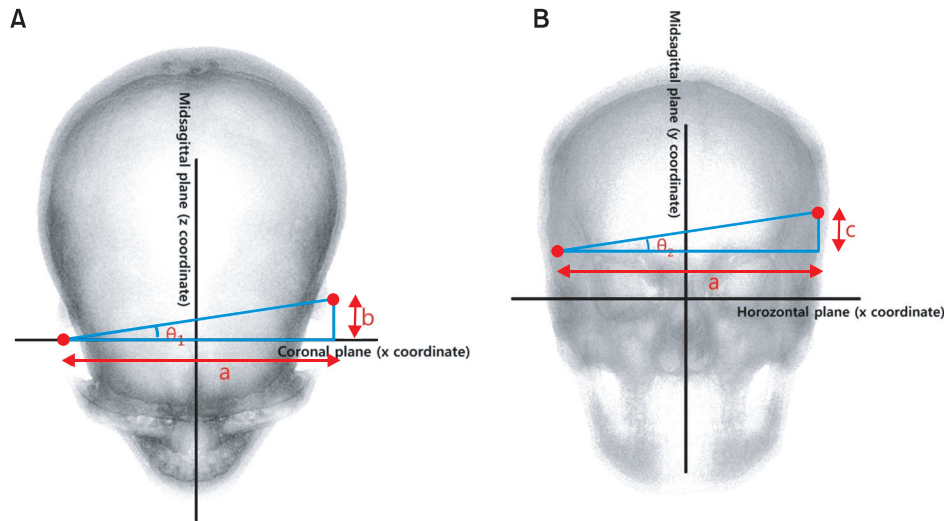 A
Midsagittal plane (z coordinate)
θ1
b
Coronal plane (x coordinate)
a
B
Midsagittal plane (y coordinate)
θ2
c
a
Horozontal plane (x coordinate)